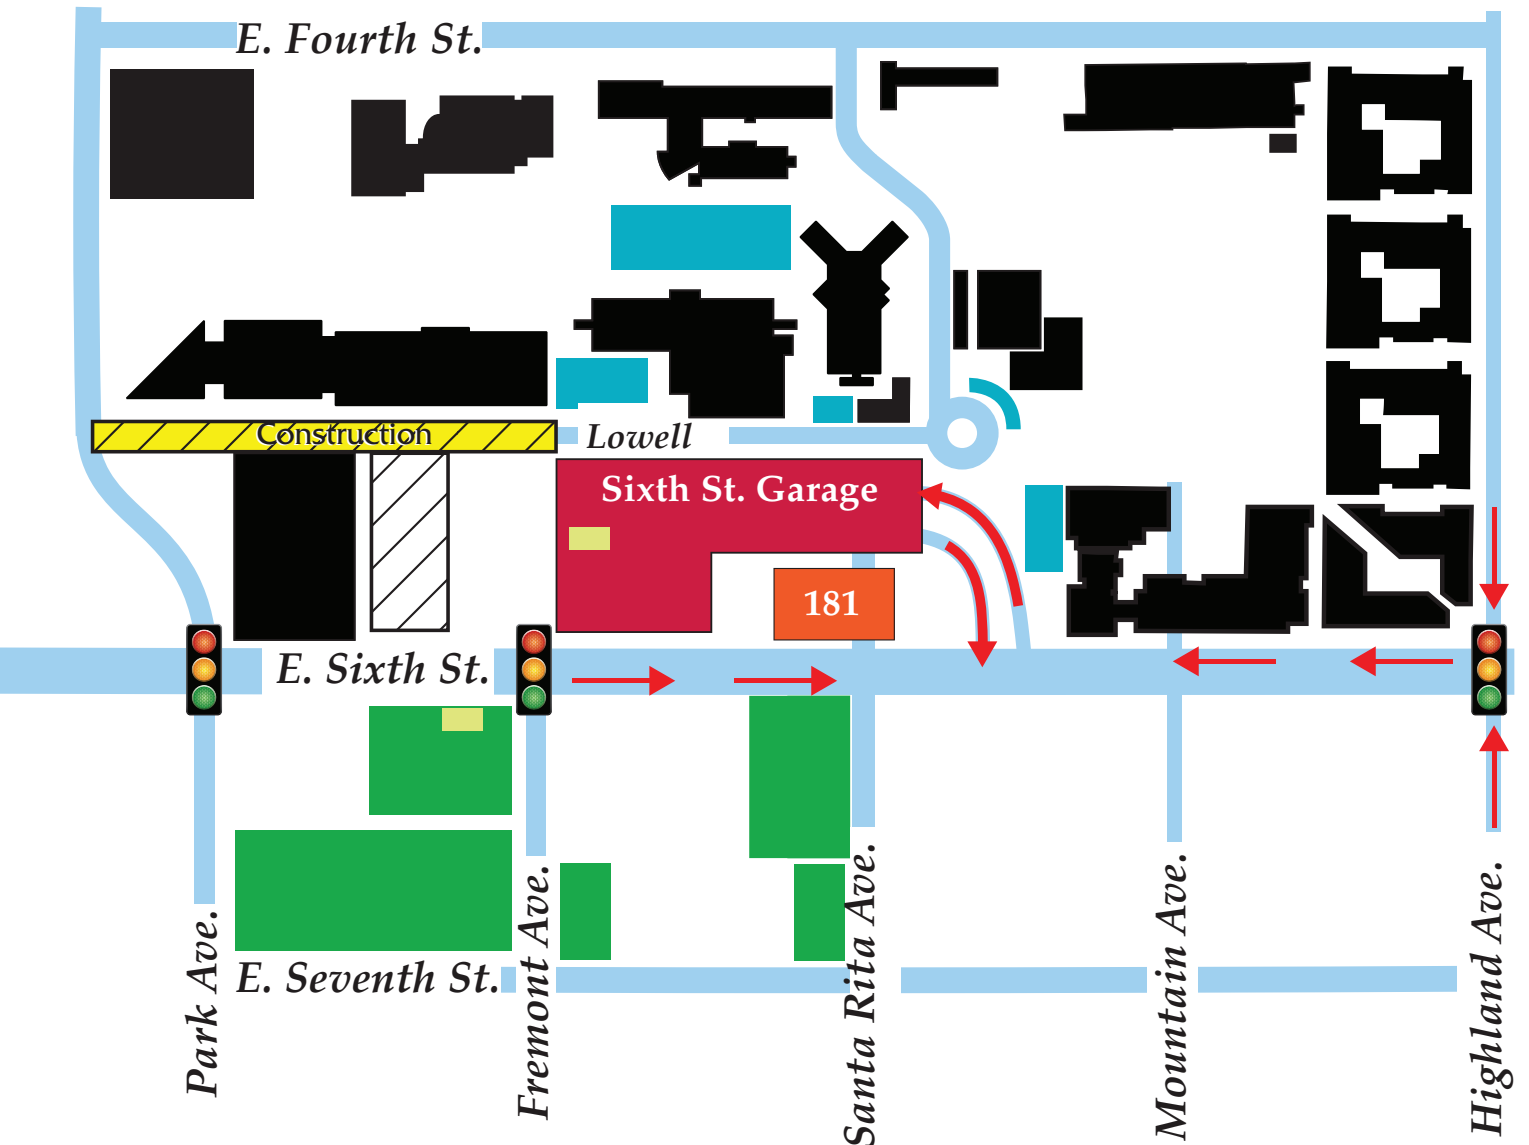 E. Fourth St.
Construction
Lowell
Sixth St. Garage
181
E. Sixth St.
E. Seventh St.
Park Ave.
Fremont Ave.
Santa Rita Ave.
Mountain Ave.
Highland Ave.